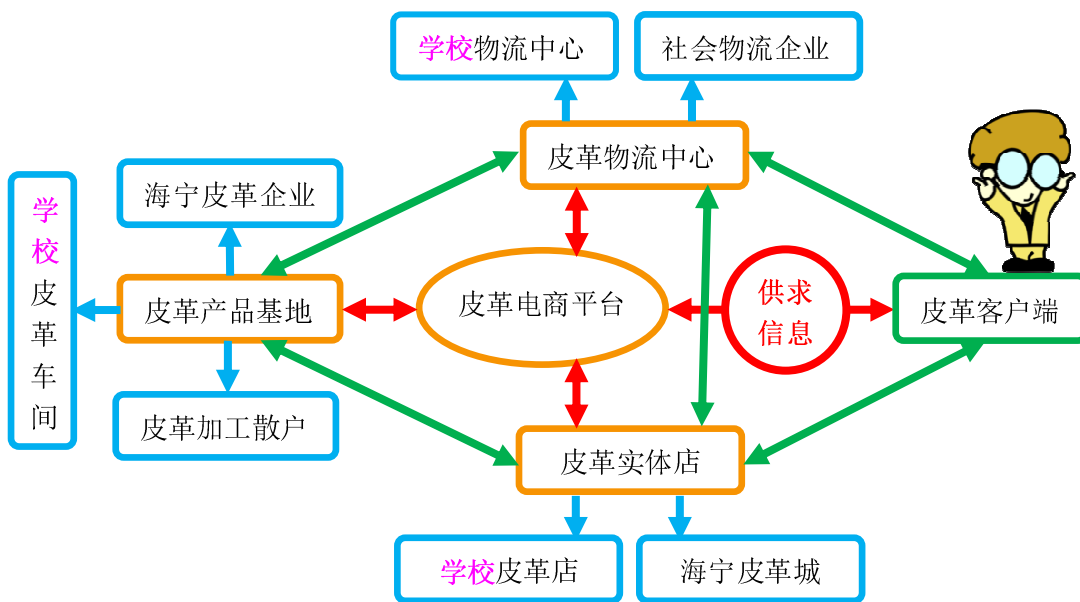 学校物流中心
社会物流企业
皮革物流中心
海宁皮革企业
学校皮革车间
皮革产品基地
皮革电商平台
供求
信息
皮革客户端
皮革加工散户
皮革实体店
学校皮革店
海宁皮革城